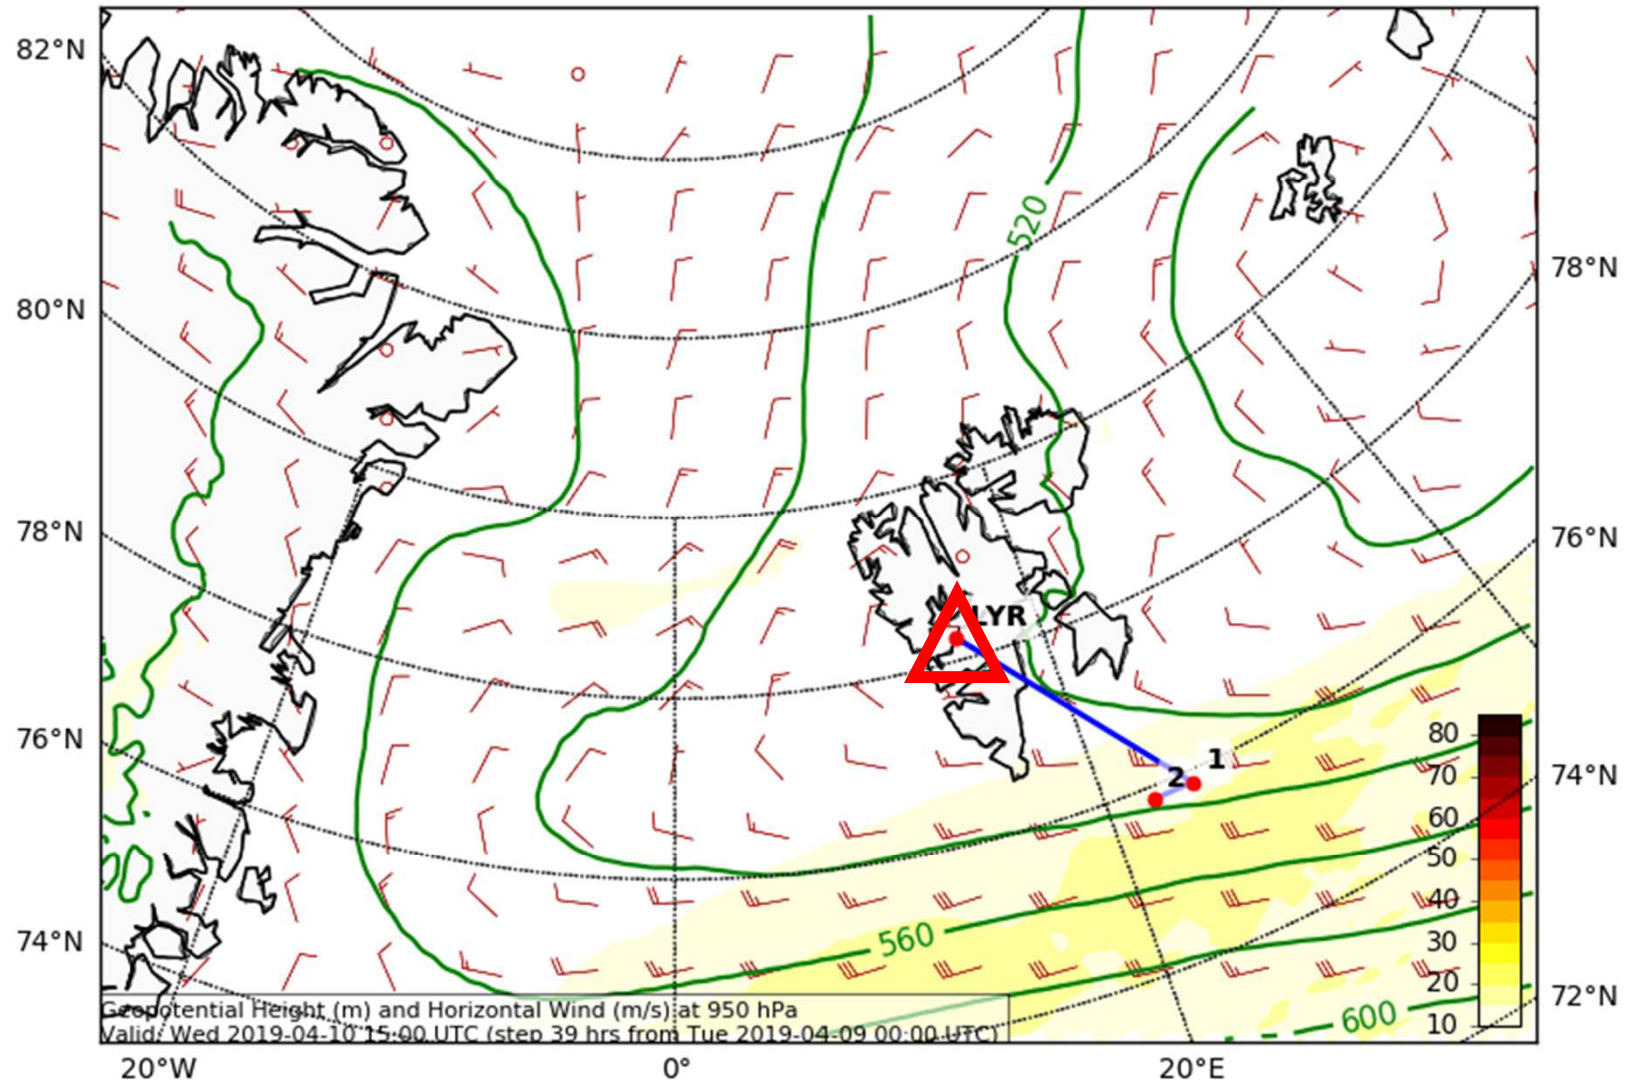 82°N
80°N
78°N
76°N
74°N
78°N
76°N
74°N
72°N
520
LYR
1
2
560
600
80
70
60
50
40
30
20
10
Geopotential Height (m) and Horizontal Wind (m/s) at 950 hPa
Valid: Wed 2019-04-10 15:00 UTC (step 39 hrs from Tue 2019-04-09 00:00 UTC)
20°W
0°
20°E